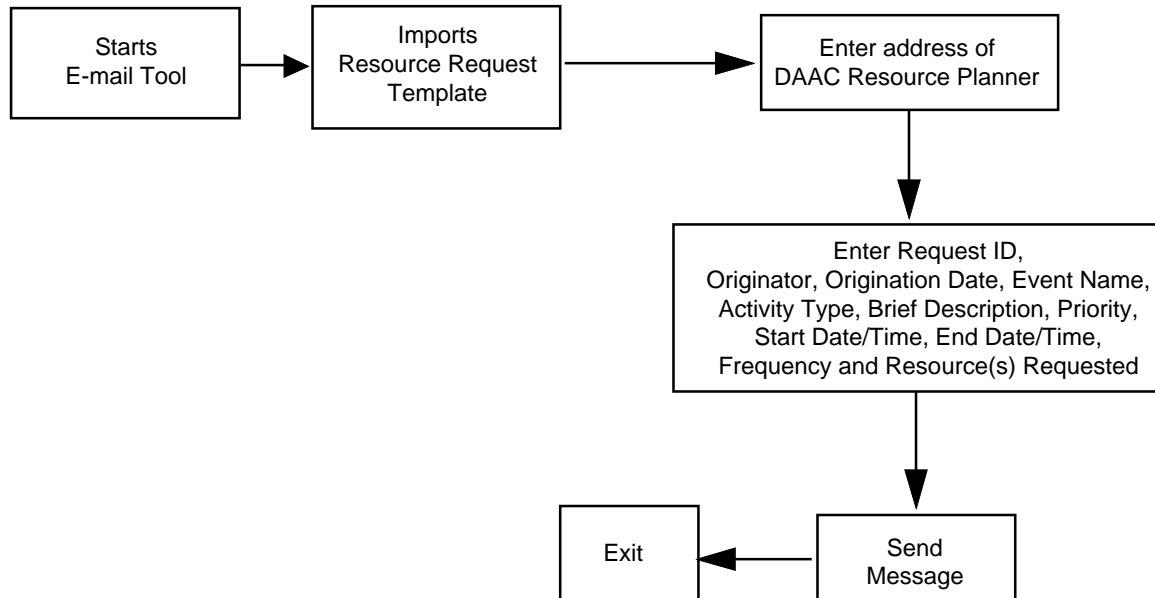 Starts
E-mail Tool
Imports
Resource Request
Template
Enter address of
DAAC Resource Planner
Enter Request ID,
Originator, Origination Date, Event Name,
Activity Type, Brief Description, Priority,
Start Date/Time, End Date/Time,
Frequency and Resource(s) Requested
Send
Message
Exit